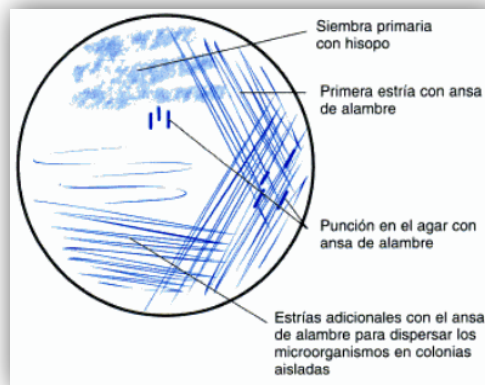 Siembra primaria
con hisopo
Primera estría con ansa
de alambre
Punción en el agar con
ansa de alambre
Estrías adicionales con el ansa
de alambre para dispersar los
microorganismos en colonias
aisladas